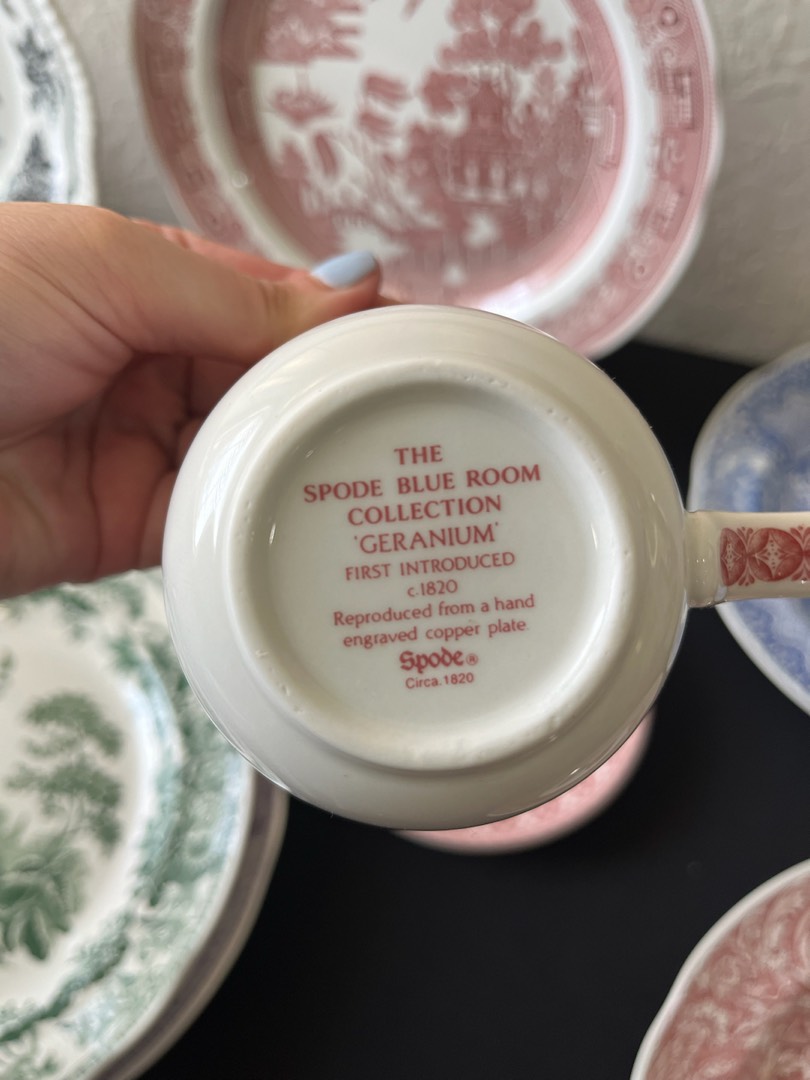 THE
SPODE BLUE ROOM
COLLECTION
'GERANIUM'
FIRST INTRODUCED
c.1820
Reproduced from a hand
engraved copper plate.
Spode®
Circa.1820